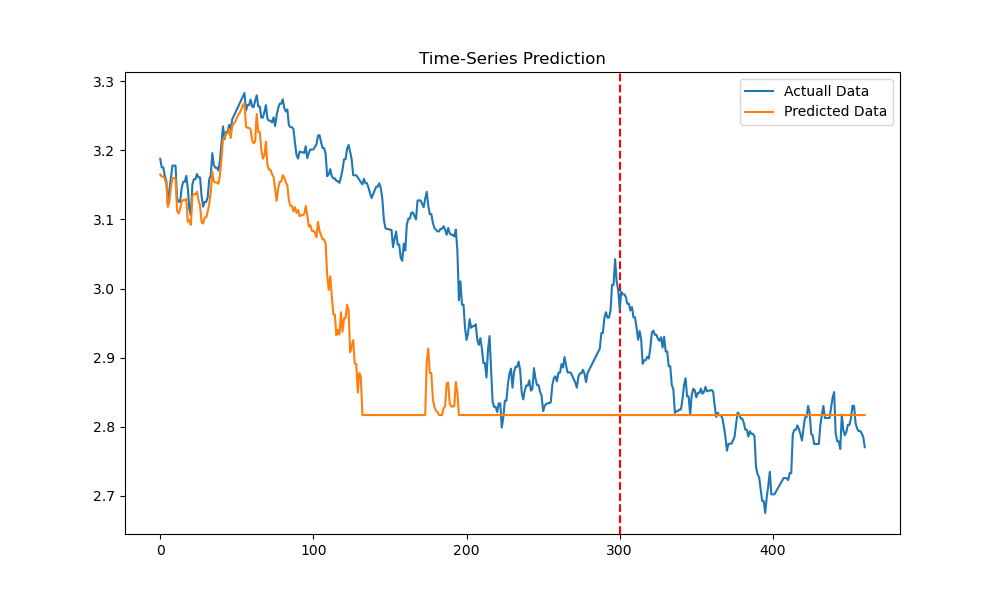 Time-Series Prediction
Actuall Data
Predicted Data
3.3
3.2
3.1
3.0
2.9
2.8
2.7
0 100 200 300 400